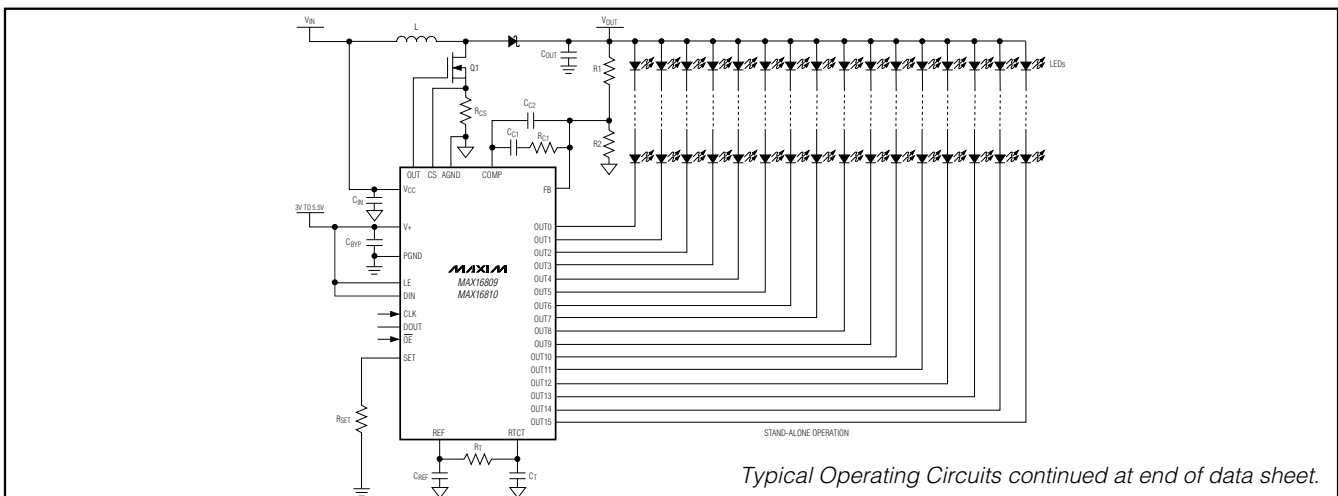 VIN
L
VOUT
COUT
R1
LEDs
Q1
RCS
CC2
CC1
RC1
R2
OUT CS AGND COMP
VCC
FB
CIN
3V TO 5.5V
V+
CBYP
PGND
LE
DIN
CLK
DOUT
OE
SET
MAXIM
MAX16809
MAX16810
OUT0
OUT1
OUT2
OUT3
OUT4
OUT5
OUT6
OUT7
OUT8
OUT9
OUT10
OUT11
OUT12
OUT13
OUT14
OUT15
RSET
REF
RTCT
RT
CREF
CT
STAND-ALONE OPERATION
Typical Operating Circuits continued at end of data sheet.